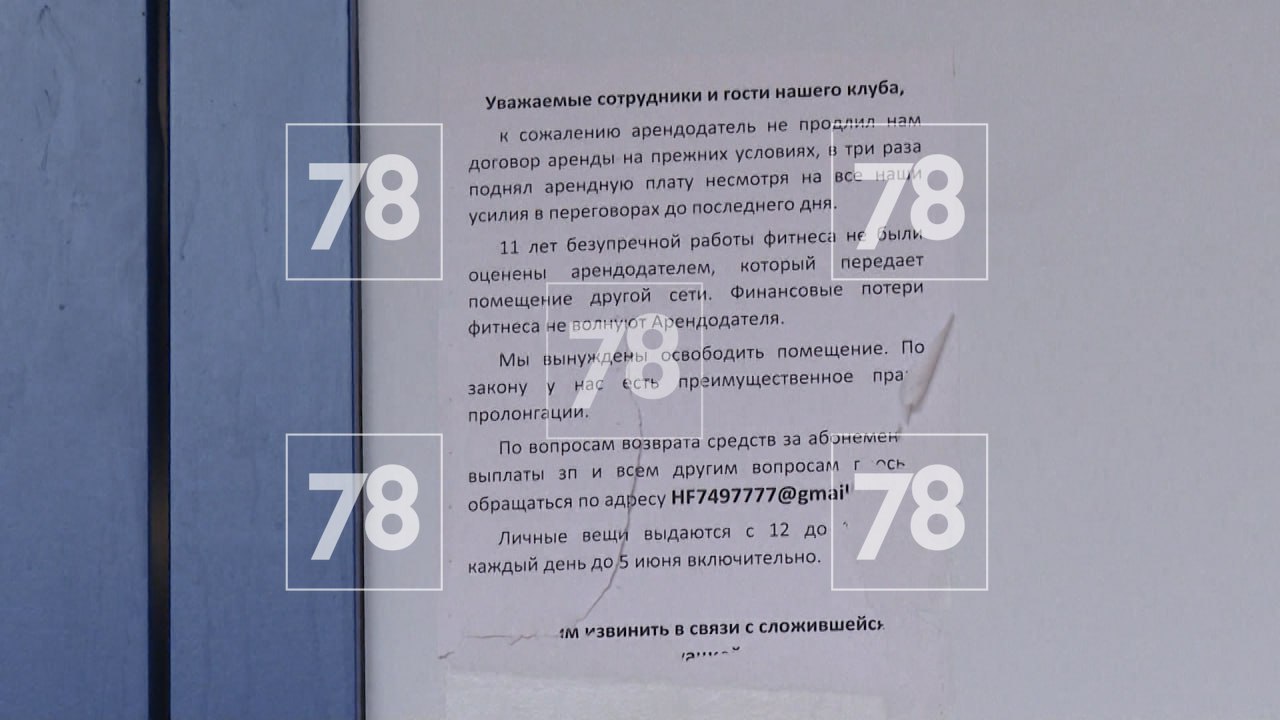 Уважаемые сотрудники и гости нашего клуба,
к сожалению арендодатель не продлил нам
договор аренды на прежних условиях, в три раза
поднял арендную плату несмотря на все наши
усилия в переговорах до последнего дня.
11 лет безупречной работы фитнеса не были
оценены арендодателем, который передает
помещение другой сети. Финансовые потери
фитнеса не волнуют Арендодателя.
Мы вынуждены освободить помещение. По
закону у нас есть преимущественное
пролонгации.
По вопросам возврата средств за
выплаты зп и всем другим вопросам
обращаться по адресу HF7497777@gmail
Личные вещи выдаются с 12 до
каждый день до 5 июня включительно.
извинить в связи с
78
78
78
78
78